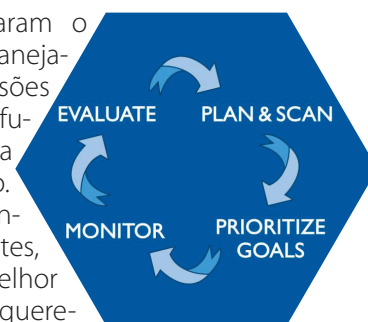 aram o
aneja-
sões
fu-
a
o.
n-
tes,
elhor
quere-
EVALUATE
PLAN & SCAN
MONITOR
PRIORITIZE
GOALS